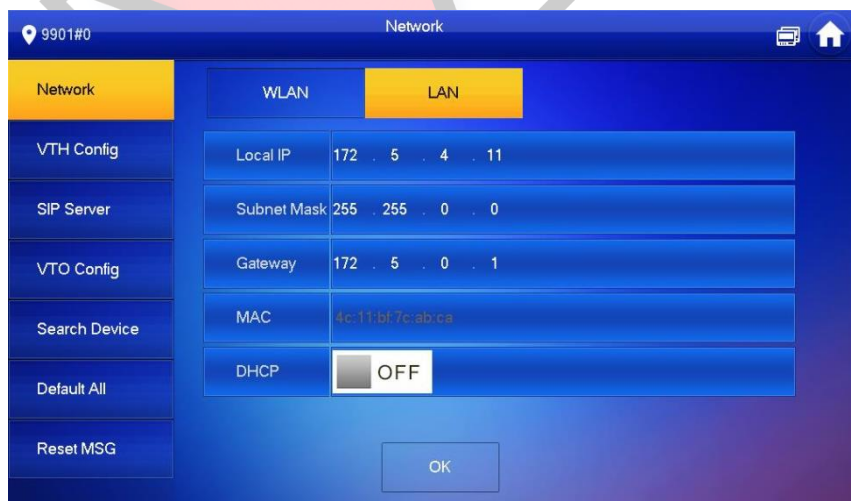 9901#0
Network
Network
WLAN
LAN
VTH Config
Local IP 172 . 5 . 4 . 11
SIP Server
Subnet Mask 255 . 255 . 0 . 0
VTO Config
Gateway 172 . 5 . 0 . 1
Search Device
MAC 4c:11:bf:7c:ab:ca
Default All
DHCP OFF
Reset MSG
OK